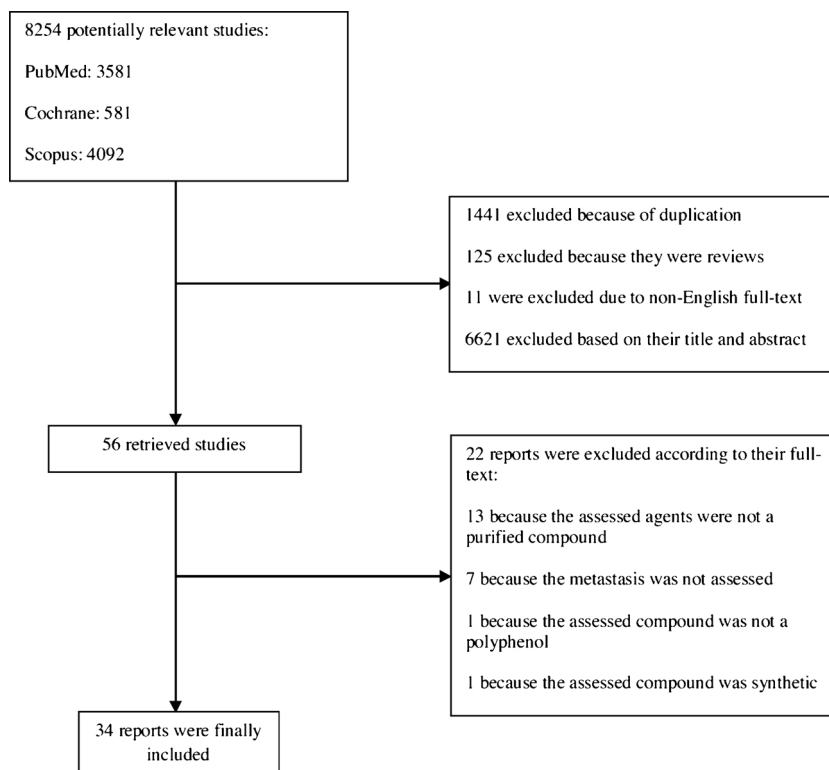 8254 potentially relevant studies:
PubMed: 3581
Cochrane: 581
Scopus: 4092
1441 excluded because of duplication
125 excluded because they were reviews
11 were excluded due to non-English full-text
6621 excluded based on their title and abstract
56 retrieved studies
22 reports were excluded according to their full-
text:
13 because the assessed agents were not a
purified compound
7 because the metastasis was not assessed
1 because the assessed compound was not a
polyphenol
1 because the assessed compound was synthetic
34 reports were finally
included